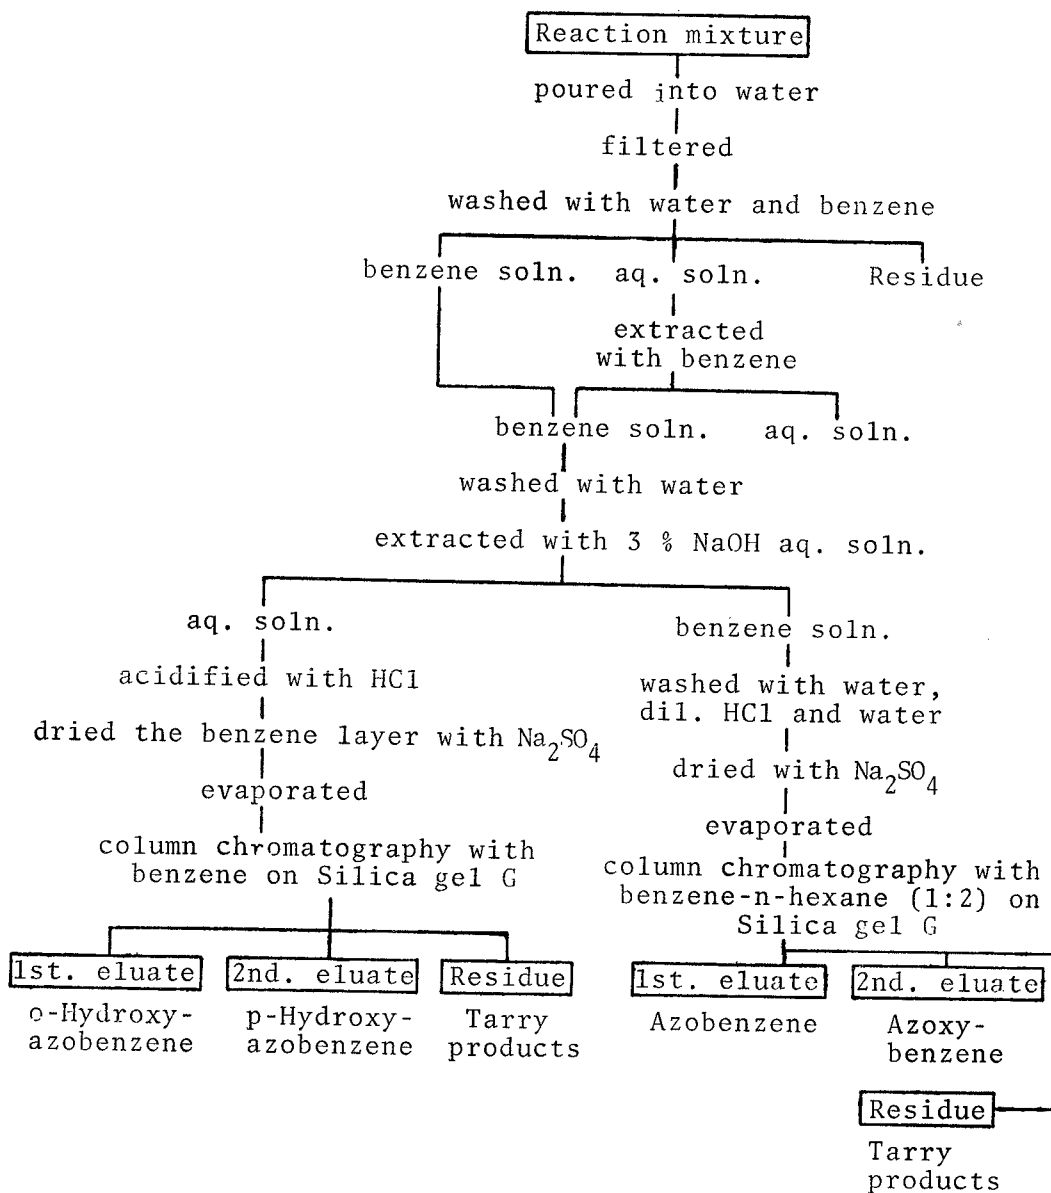 Reaction mixture
poured into water
filtered
washed with water and benzene
benzene soln. aq. soln. Residue
extracted
with benzene
benzene soln. aq. soln.
washed with water
extracted with 3 % NaOH aq. soln.
aq. soln.
acidified with HCl
dried the benzene layer with Na2SO4
evaporated
column chromatography with
benzene on Silica gel G
1st. eluate 2nd. eluate Residue
o-Hydroxy-
azobenzene
p-Hydroxy-
azobenzene
Tarry
products
benzene soln.
washed with water,
dil. HCl and water
dried with Na2SO4
evaporated
column chromatography with
benzene-n-hexane (1:2) on
Silica gel G
1st. eluate 2nd. eluate
Azobenzene
Azoxy-
benzene
Residue
Tarry
products